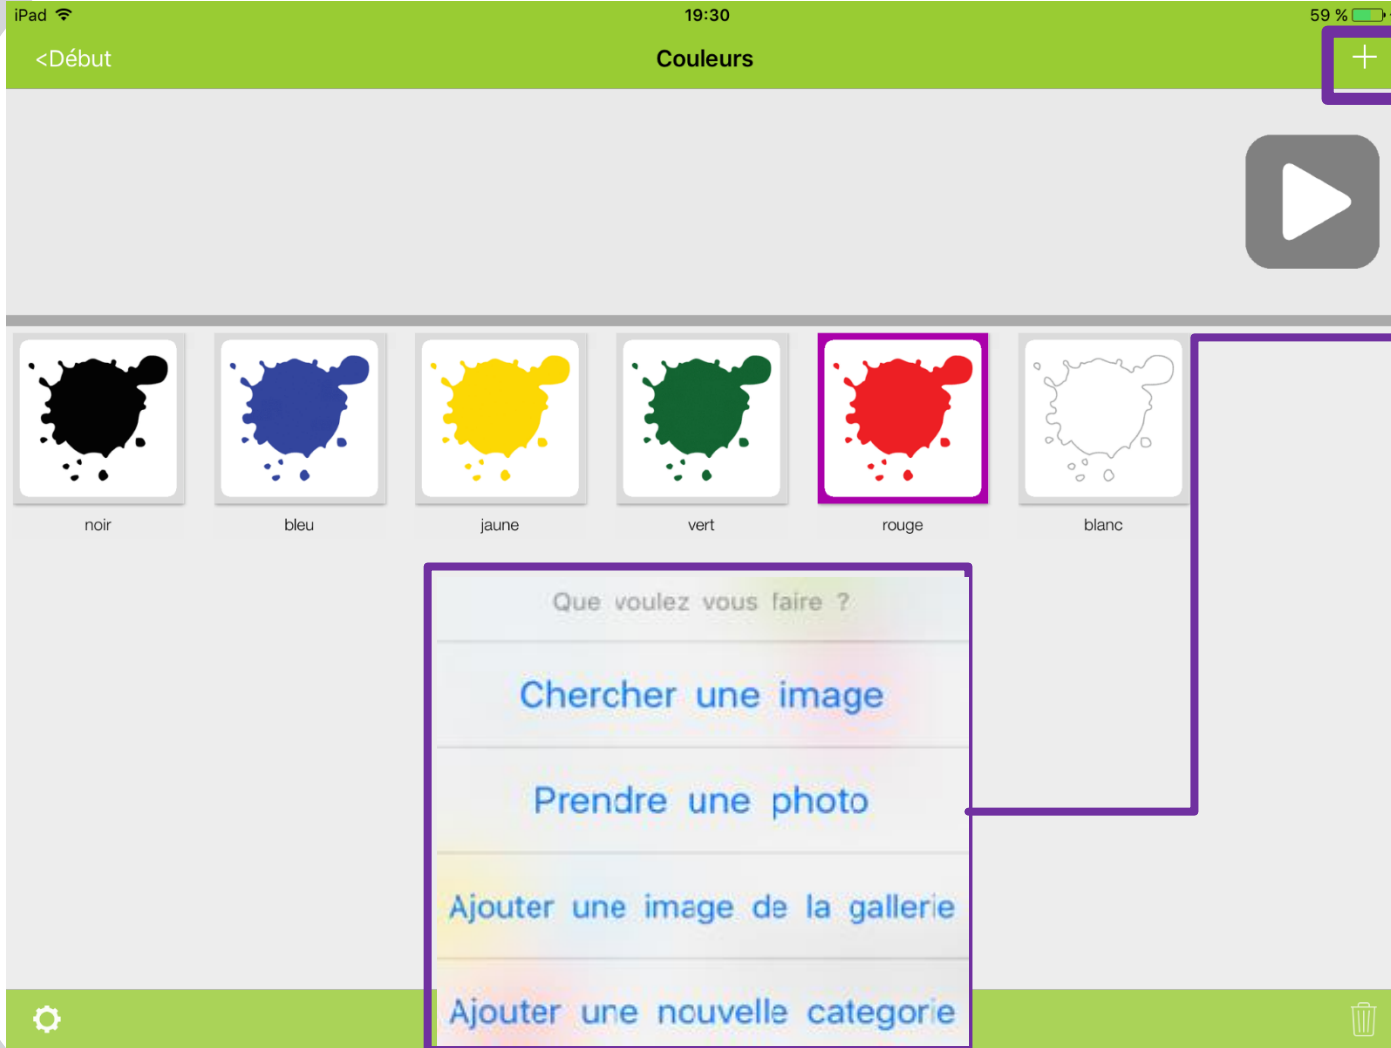 iPad 19:30 59 %
<Début Couleurs +
noir bleu jaune vert rouge blanc
Que voulez vous faire ?
Chercher une image
Prendre une photo
Ajouter une image de la gallerie
Ajouter une nouvelle categorie